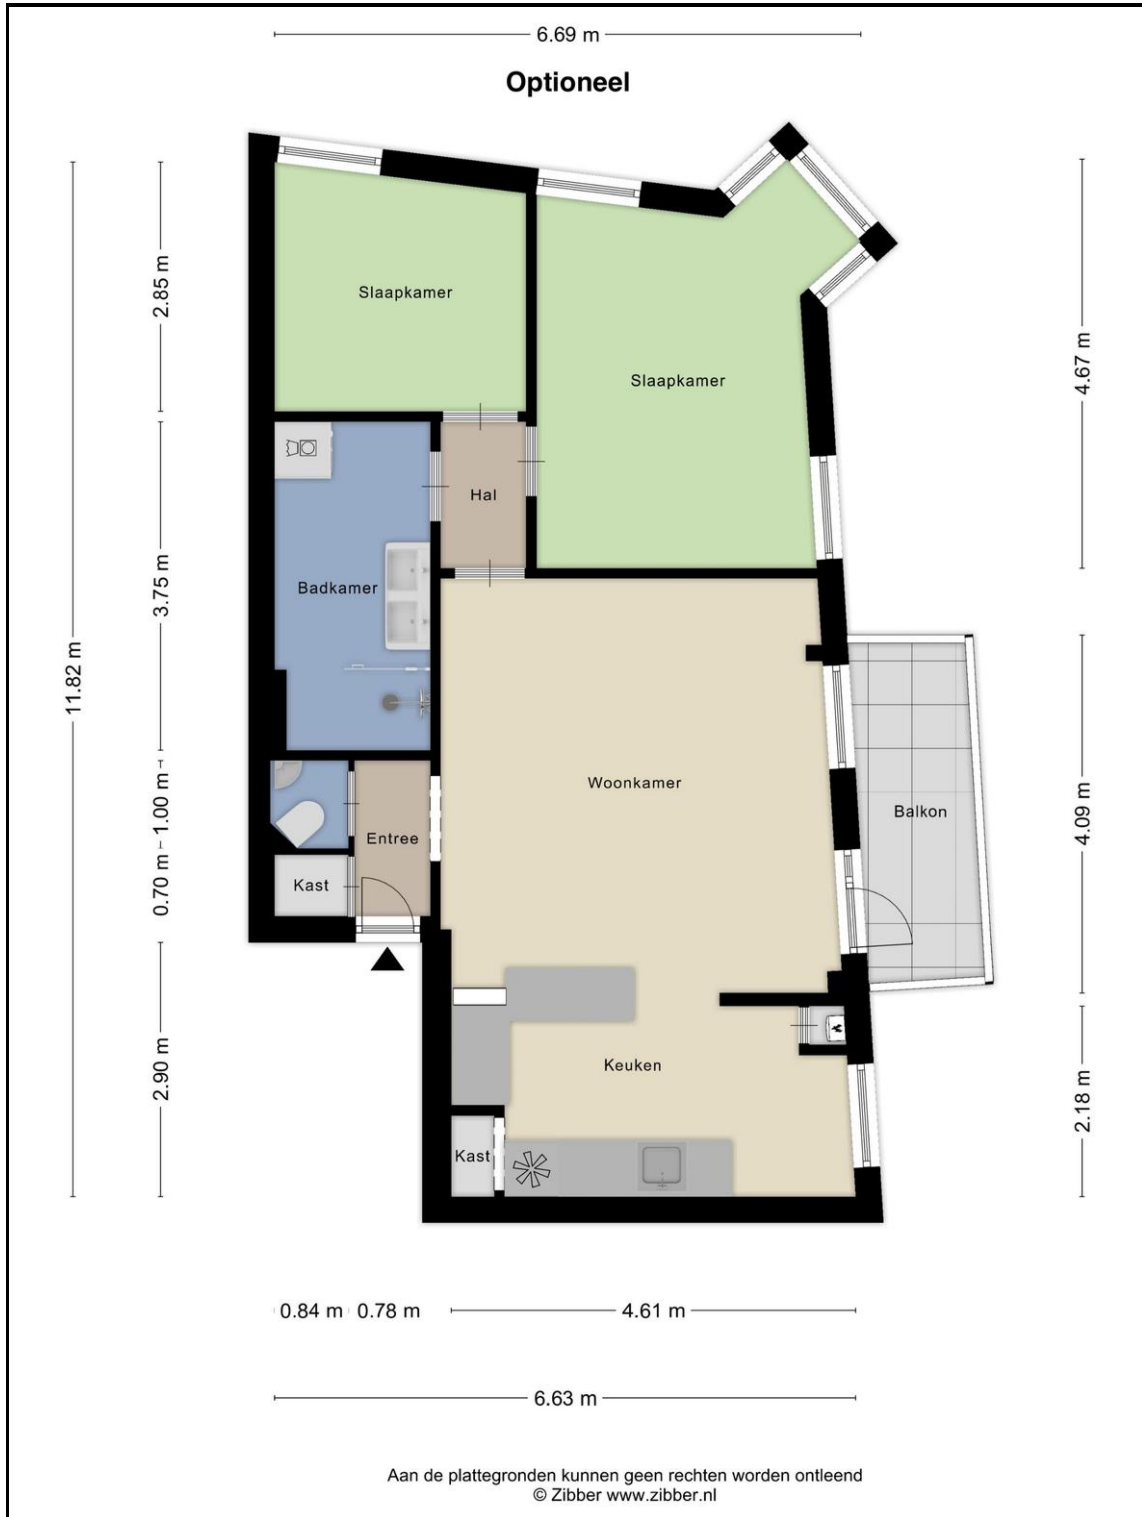 6.69 m
Optioneel
2.85 m
Slaapkamer
Slaapkamer
4.67 m
Hal
3.75 m
Badkamer
11.82 m
Woonkamer
1.00 m
Balkon
4.09 m
Entree
0.70 m
Kast
Keuken
2.90 m
2.18 m
Kast
0.84 m
0.78 m
4.61 m
6.63 m
Aan de plattegronden kunnen geen rechten worden ontleend
© Zibber www.zibber.nl